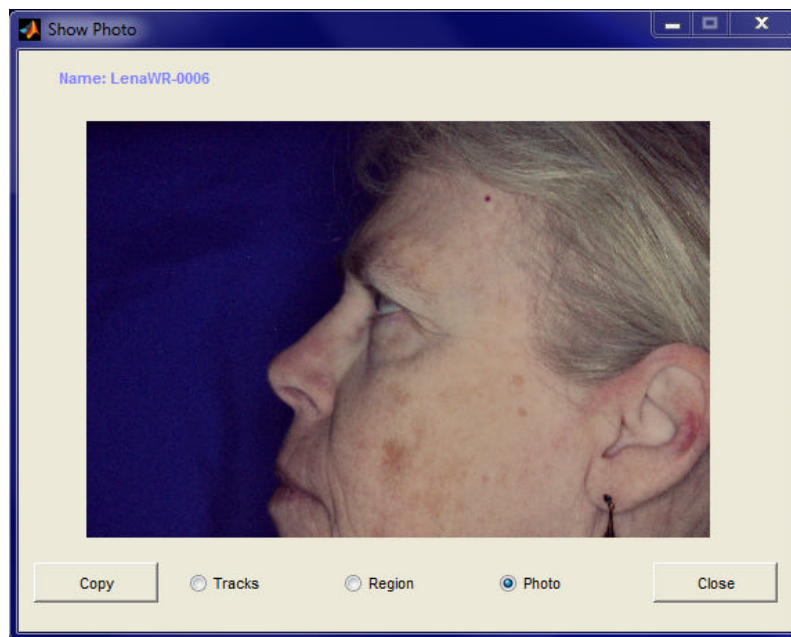 Show Photo
Name: LenaWR-0006
Copy
Tracks
Region
Photo
Close